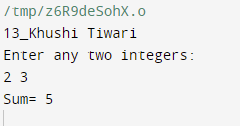 /tmp/z6R9deSohX.o
13_Khushi Tiwari
Enter any two integers:
2 3
Sum= 5